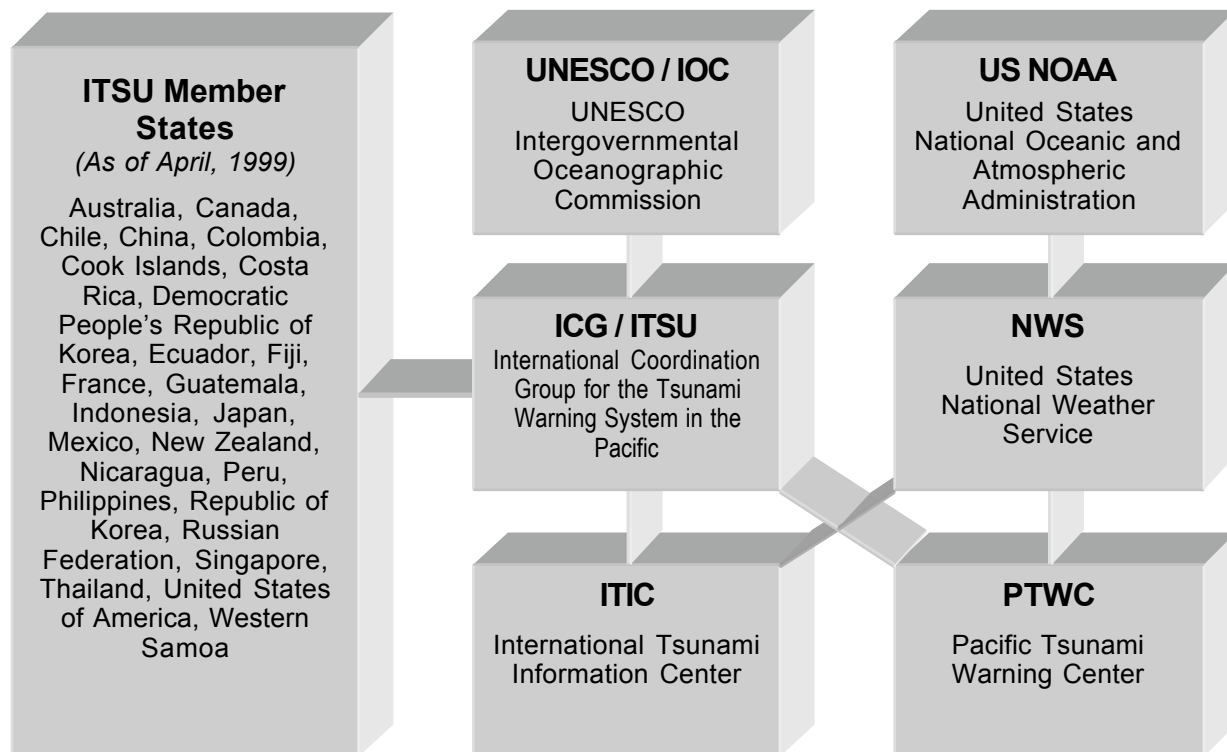 ITSU Member
States
(As of April, 1999)
Australia, Canada,
Chile, China, Colombia,
Cook Islands, Costa
Rica, Democratic
People's Republic of
Korea, Ecuador, Fiji,
France, Guatemala,
Indonesia, Japan,
Mexico, New Zealand,
Nicaragua, Peru,
Philippines, Republic of
Korea, Russian
Federation, Singapore,
Thailand, United States
of America, Western
Samoa
UNESCO / IOC
UNESCO
Intergovernmental
Oceanographic
Commission
US NOAA
United States
National Oceanic and
Atmospheric
Administration
ICG / ITSU
International Coordination
Group for the Tsunami
Warning System in the
Pacific
NWS
United States
National Weather
Service
ITIC
International Tsunami
Information Center
PTWC
Pacific Tsunami
Warning Center